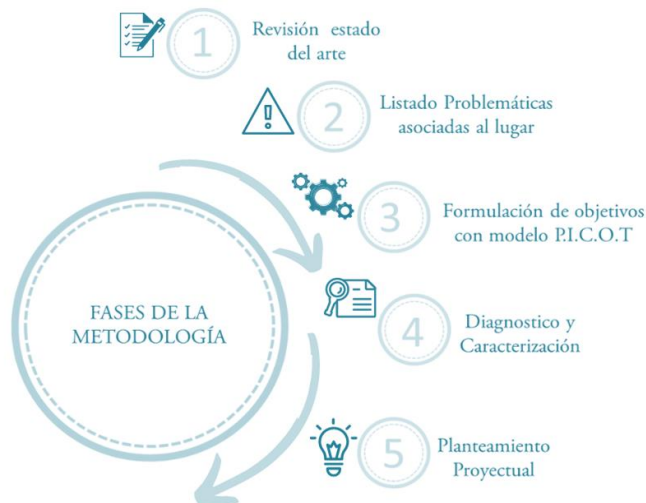 1
Revisión estado
del arte
2
Listado Problemáticas
asociadas al lugar
3
Formulación de objetivos
con modelo P.I.C.O.T
FASES DE LA
METODOLOGÍA
4
Diagnostico y
Caracterización
5
Planteamiento
Proyectual